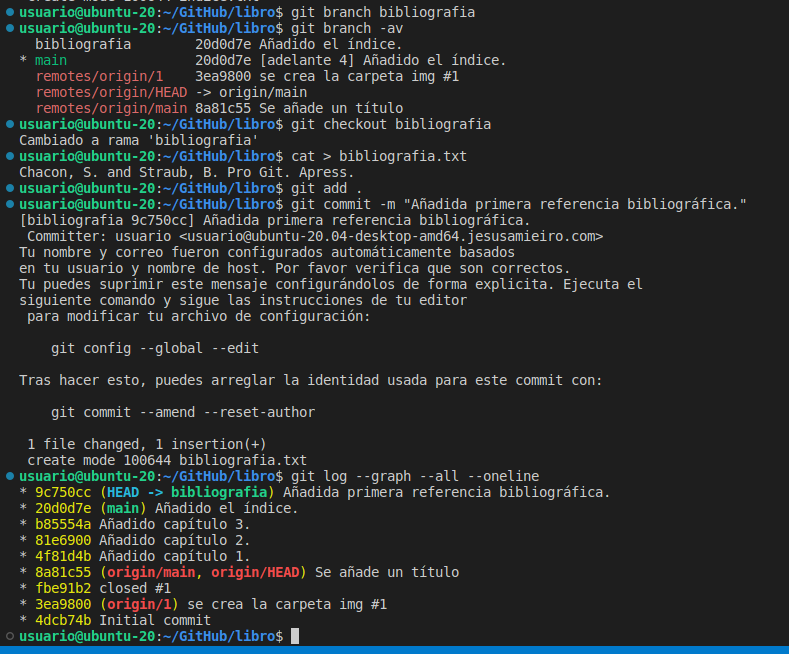 usuario@ubuntu-20:~/GitHub/libro$ git branch bibliografia
usuario@ubuntu-20:~/GitHub/libro$ git branch -av
  bibliografia        20d0d7e Añadido el índice.
* main                20d0d7e [adelante 4] Añadido el índice.
  remotes/origin/1    3ea9800 se crea la carpeta img #1
  remotes/origin/HEAD -> origin/main
  remotes/origin/main 8a81c55 Se añade un título
usuario@ubuntu-20:~/GitHub/libro$ git checkout bibliografia
Cambiado a rama 'bibliografia'
usuario@ubuntu-20:~/GitHub/libro$ cat > bibliografia.txt
Chacon, S. and Straub, B. Pro Git. Apress.
usuario@ubuntu-20:~/GitHub/libro$ git add .
usuario@ubuntu-20:~/GitHub/libro$ git commit -m "Añadida primera referencia bibliográfica."
[bibliografia 9c750cc] Añadida primera referencia bibliográfica.
 Committer: usuario <usuario@ubuntu-20.04-desktop-amd64.jesusamieiro.com>
Tu nombre y correo fueron configurados automáticamente basados
en tu usuario y nombre de host. Por favor verifica que son correctos.
Tu puedes suprimir este mensaje configurándolos de forma explicita. Ejecuta el
siguiente comando y sigue las instrucciones de tu editor
 para modificar tu archivo de configuración:

    git config --global --edit

Tras hacer esto, puedes arreglar la identidad usada para este commit con:

    git commit --amend --reset-author

 1 file changed, 1 insertion(+)
 create mode 100644 bibliografia.txt
usuario@ubuntu-20:~/GitHub/libro$ git log --graph --all --oneline
* 9c750cc (HEAD -> bibliografia) Añadida primera referencia bibliográfica.
* 20d0d7e (main) Añadido el índice.
* b85554a Añadido capítulo 3.
* 81e6900 Añadido capítulo 2.
* 4f81d4b Añadido capítulo 1.
* 8a81c55 (origin/main, origin/HEAD) Se añade un título
* fbe91b2 closed #1
* 3ea9800 (origin/1) se crea la carpeta img #1
* 4dcb74b Initial commit
usuario@ubuntu-20:~/GitHub/libro$